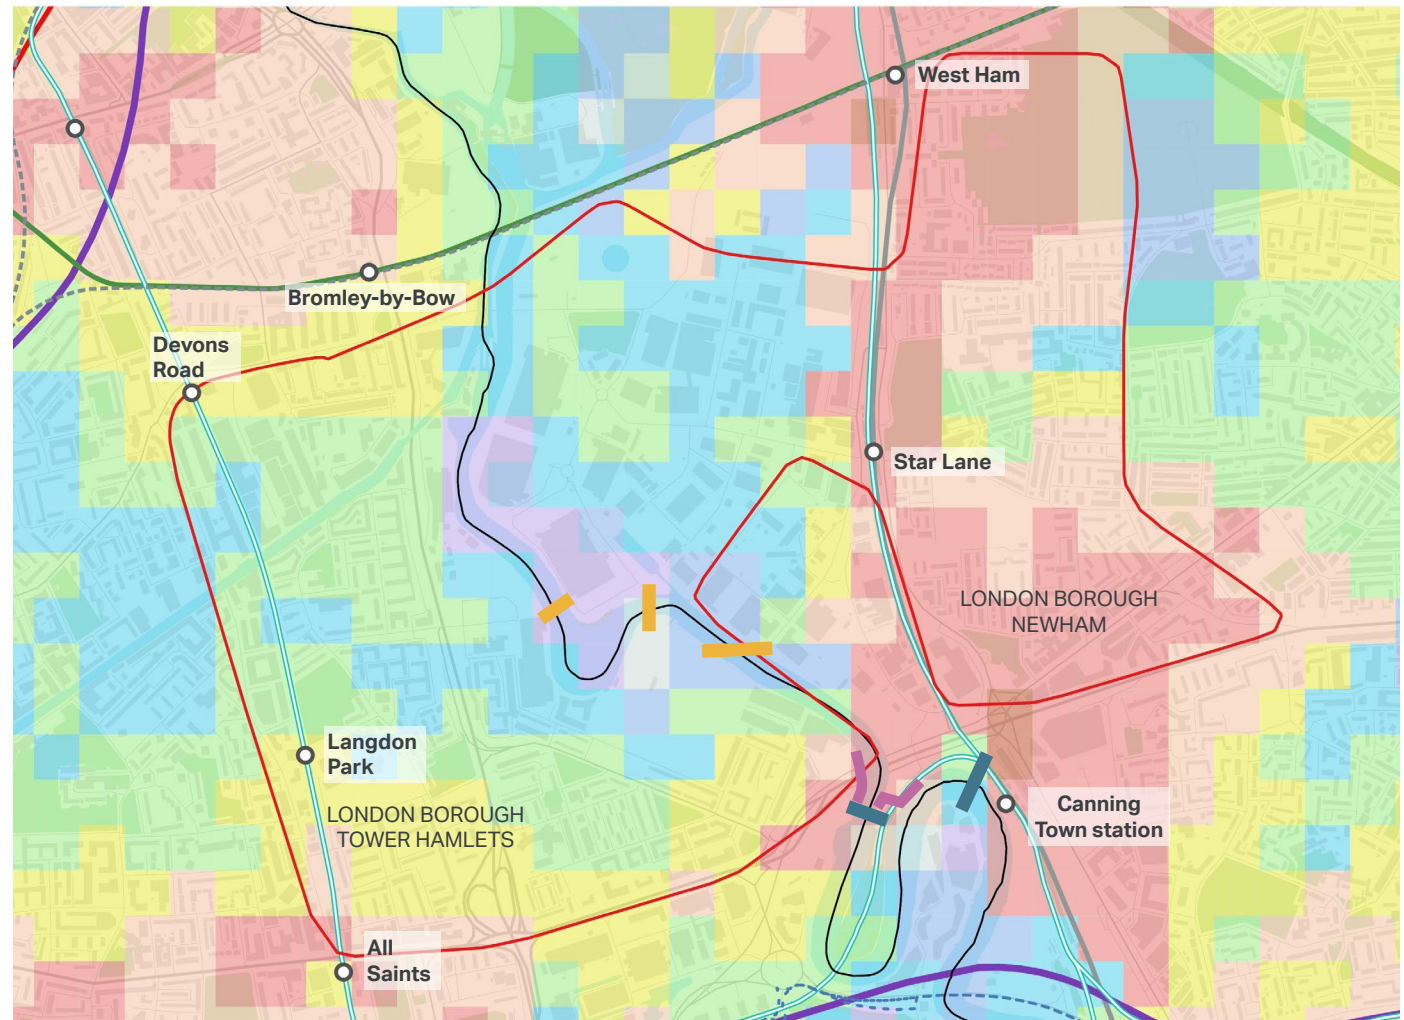 West Ham
Bromley-by-Bow
Devons
Road
Star Lane
LONDON BOROUGH
NEWHAM
Langdon
Park
LONDON BOROUGH
TOWER HAMLETS
Canning
Town station
All
Saints